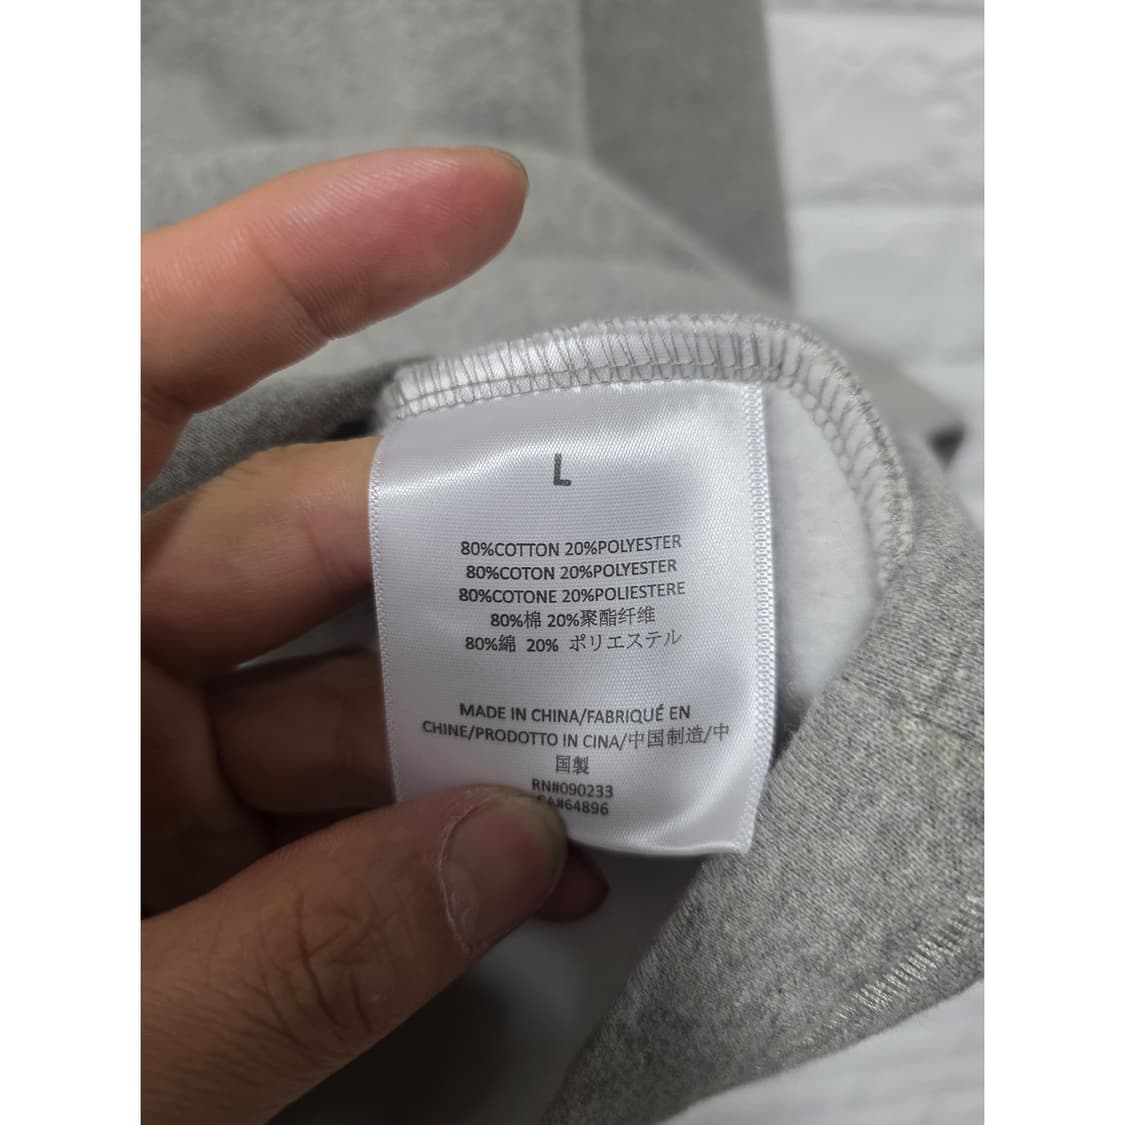 L
80%COTTON 20%POLYESTER
80%COTON 20%POLYESTER
80%COTONE 20%POLIESTERE
80%棉 20%聚酯纤维
80%綿 20% ポリエステル
MADE IN CHINA/FABRIQUÉ EN
CHINE/PRODOTTO IN CINA/中国制造/中
国製
RN#090233
CA#64896